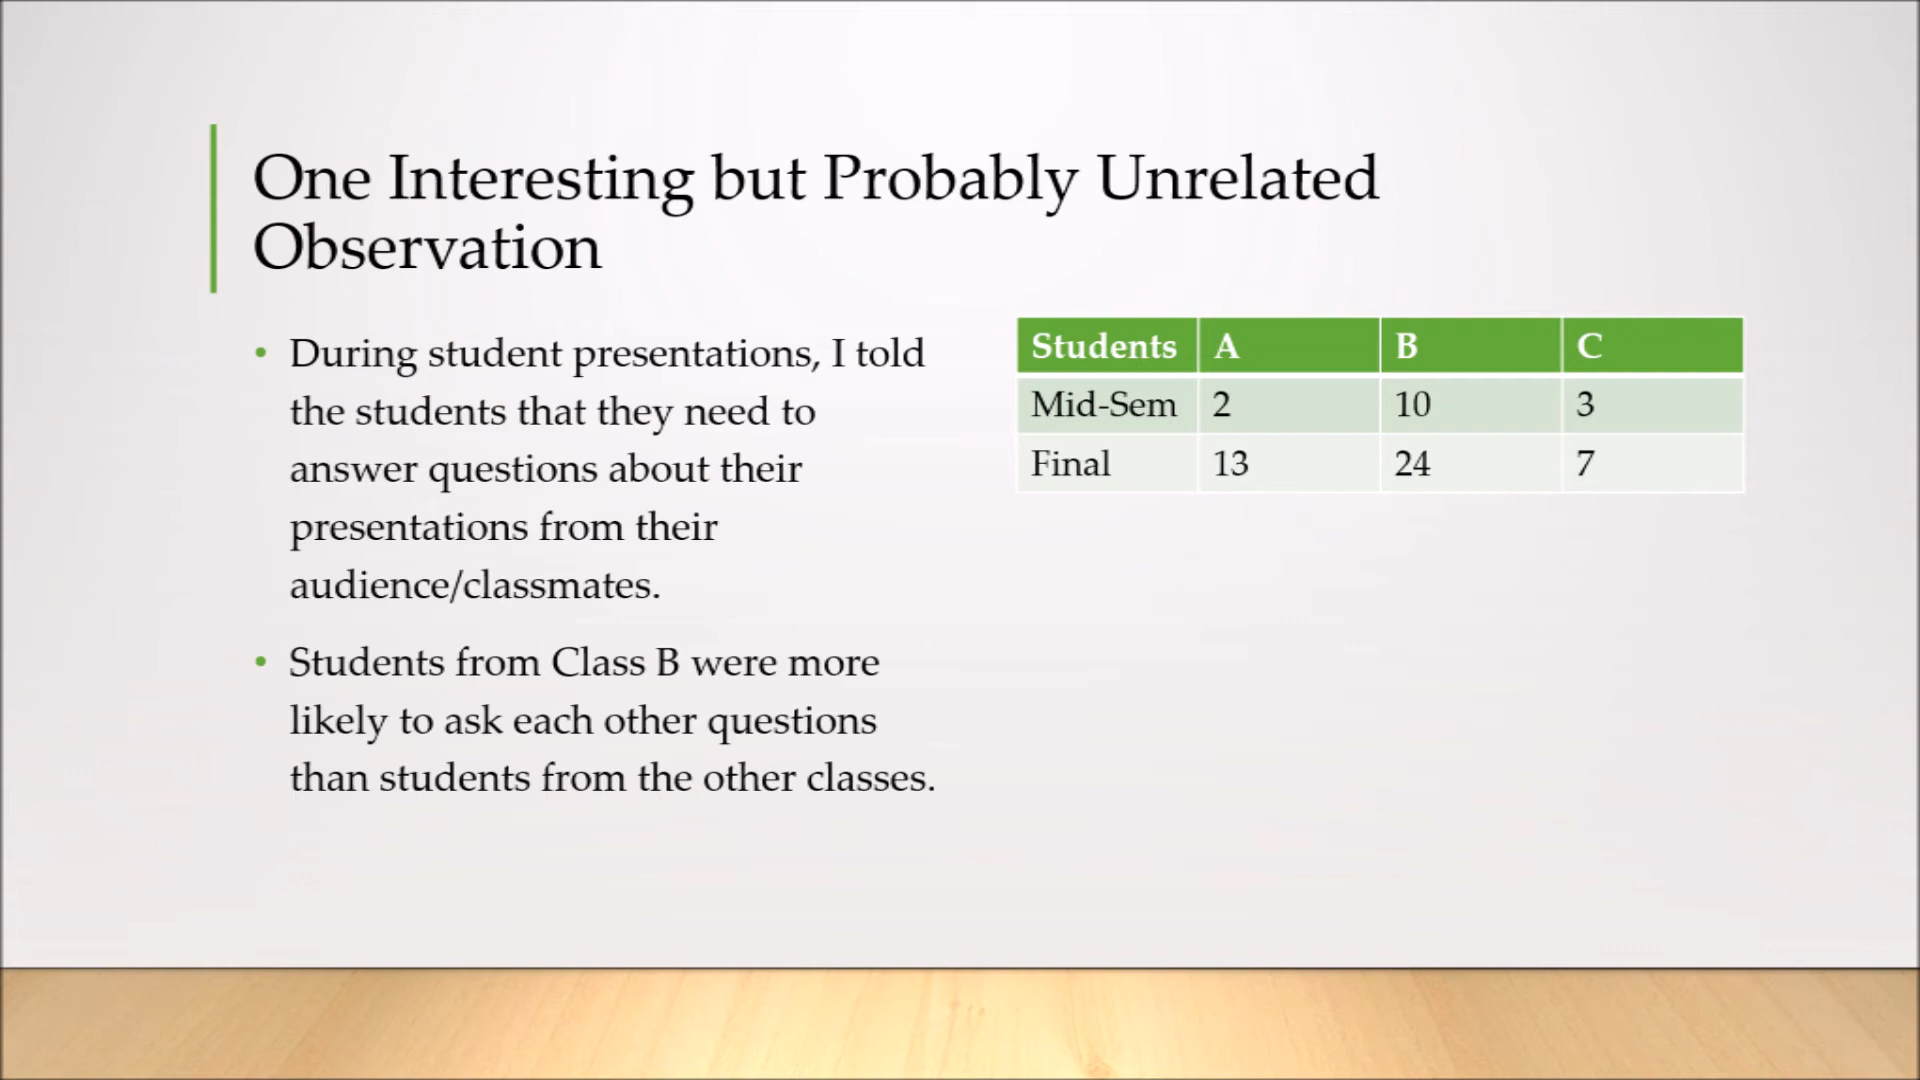 One Interesting but Probably Unrelated
Observation
• During student presentations, I told
the students that they need to
answer questions about their
presentations from their
audience/classmates.
• Students from Class B were more
likely to ask each other questions
than students from the other classes.
Students A B C
Mid-Sem 2 10 3
Final 13 24 7